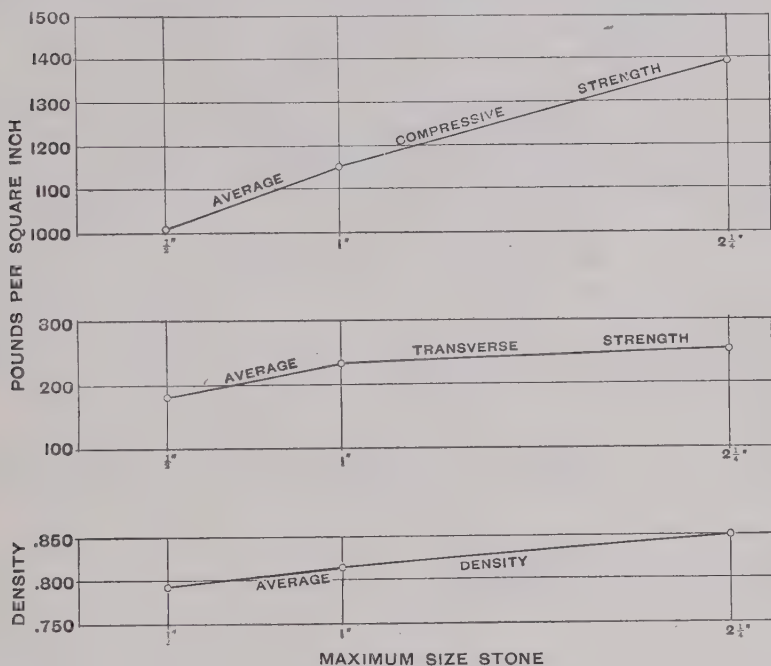 POUNDS PER SQUARE INCH
1500
1400
1300
1200
1100
1000
AVERAGE COMPRESSIVE STRENGTH
½" 1" 2¼"
300
200
100
AVERAGE TRANSVERSE STRENGTH
½" 1" 2¼"
DENSITY
.850
.800
.750
AVERAGE DENSITY
1" 2¼"
MAXIMUM SIZE STONE